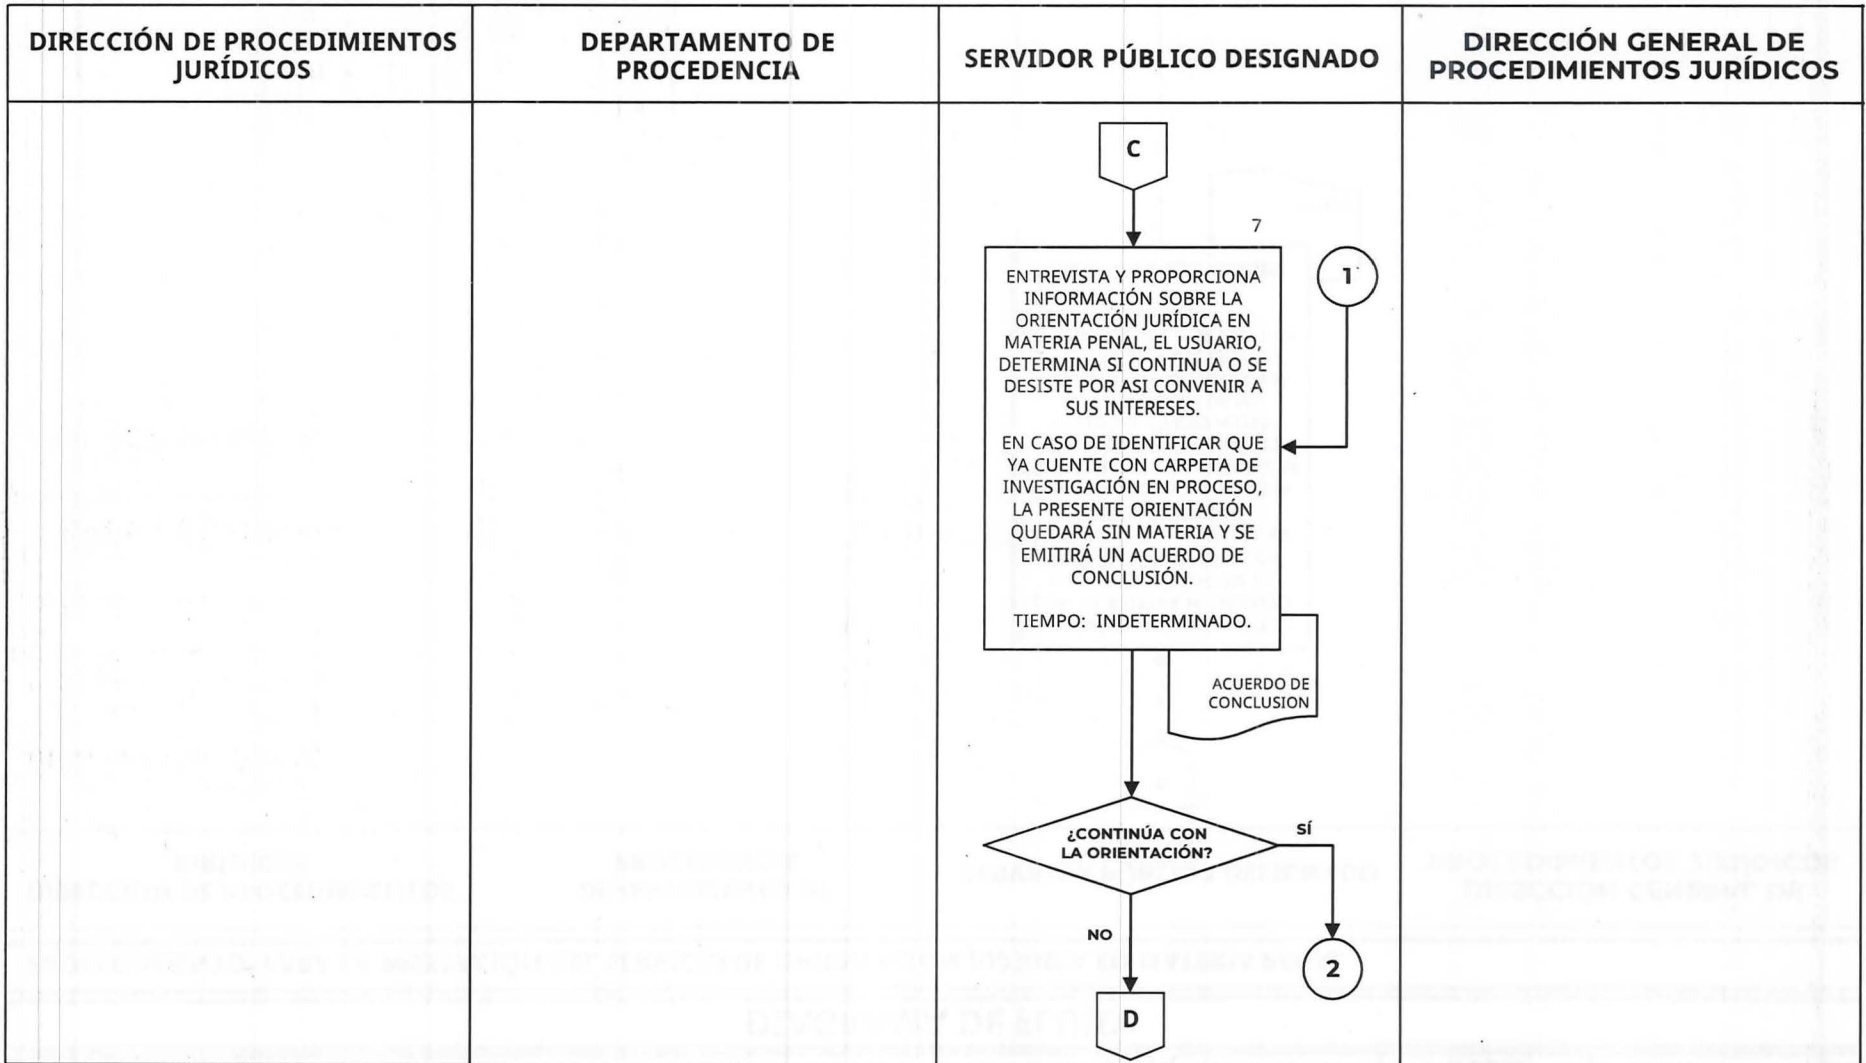 DIRECCIÓN DE PROCEDIMIENTOS
JURÍDICOS
DEPARTAMENTO DE
PROCEDENCIA
SERVIDOR PÚBLICO DESIGNADO
DIRECCIÓN GENERAL DE
PROCEDIMIENTOS JURÍDICOS
C
7
ENTREVISTA Y PROPORCIONA
INFORMACIÓN SOBRE LA
ORIENTACIÓN JURÍDICA EN
MATERIA PENAL, EL USUARIO,
DETERMINA SI CONTINUA O SE
DESISTE POR ASI CONVENIR A
SUS INTERESES.
EN CASO DE IDENTIFICAR QUE
YA CUENTE CON CARPETA DE
INVESTIGACIÓN EN PROCESO,
LA PRESENTE ORIENTACIÓN
QUEDARÁ SIN MATERIA Y SE
EMITIRÁ UN ACUERDO DE
CONCLUSIÓN.
TIEMPO: INDETERMINADO.
1
ACUERDO DE
CONCLUSION
¿CONTINÚA CON
LA ORIENTACIÓN?
SÍ
NO
2
D